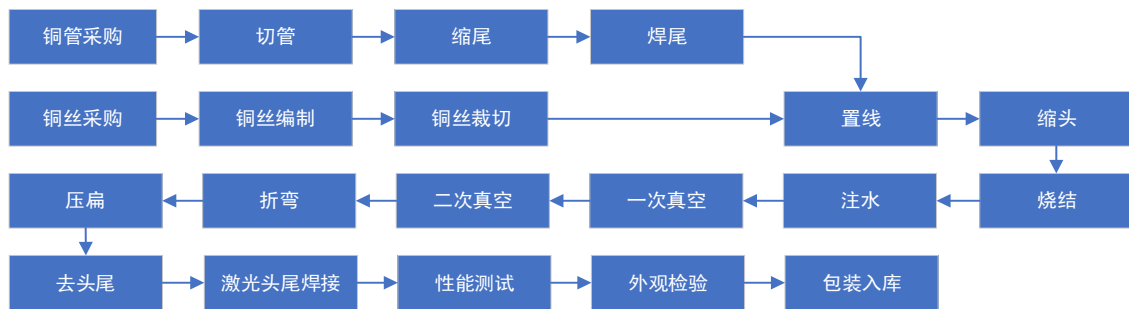 铜管采购
切管
缩尾
焊尾
铜丝采购
铜丝编制
铜丝裁切
置线
缩头
压扁
折弯
二次真空
一次真空
注水
烧结
去头尾
激光头尾焊接
性能测试
外观检验
包装入库